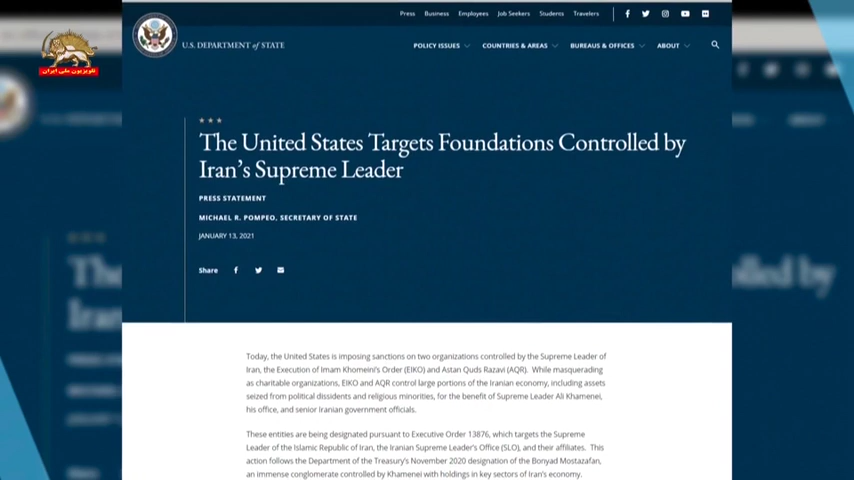 Press Business Employees Job Seekers Students Travelers
U.S. DEPARTMENT of STATE
POLICY ISSUES COUNTRIES & AREAS BUREAUS & OFFICES ABOUT
تلویزیون ملی ایران
The United States Targets Foundations Controlled by
Iran's Supreme Leader
PRESS STATEMENT
MICHAEL R. POMPEO, SECRETARY OF STATE
JANUARY 13, 2021
Share
Today, the United States is imposing sanctions on two organizations controlled by the Supreme Leader of
Iran, the Execution of Imam Khomeini's Order (EIKO) and Astan Quds Razavi (AQR). While masquerading
as charitable organizations, EIKO and AQR control large portions of the Iranian economy, including assets
seized from political dissidents and religious minorities, for the benefit of Supreme Leader Ali Khamenei,
his office, and senior Iranian government officials.
These entities are being designated pursuant to Executive Order 13876, which targets the Supreme
Leader of the Islamic Republic of Iran, the Iranian Supreme Leader's Office (SLO), and their affiliates. This
action follows the Department of the Treasury's November 2020 designation of the Bonyad Mostazafan,
an immense conglomerate controlled by Khamenei with holdings in key sectors of Iran's economy.